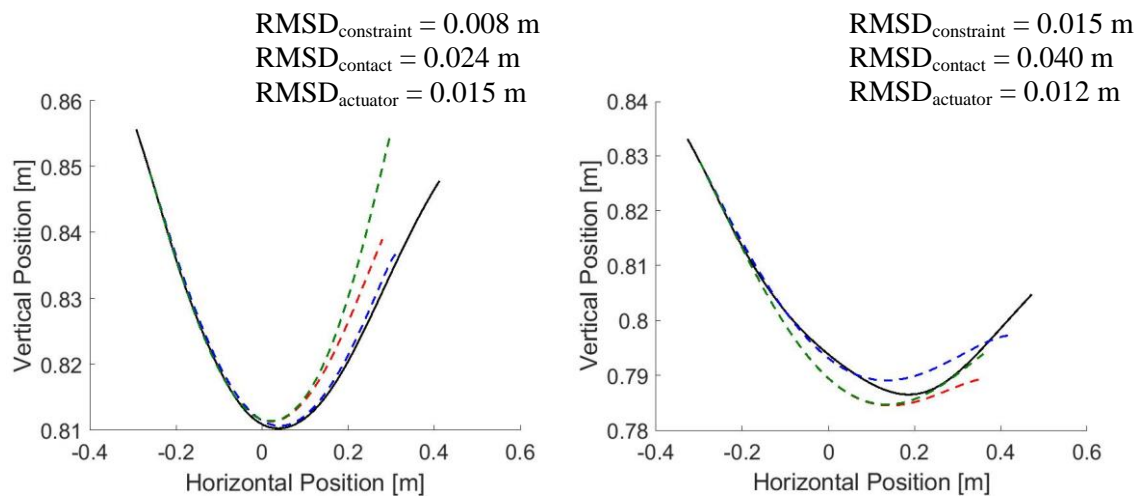 RMSDconstraint = 0.008 m
RMSDcontact = 0.024 m
RMSDactuator = 0.015 m
0.86
0.85
0.84
0.83
0.82
0.81
Vertical Position [m]
-0.4 -0.2 0 0.2 0.4 0.6
Horizontal Position [m]
RMSDconstraint = 0.015 m
RMSDcontact = 0.040 m
RMSDactuator = 0.012 m
0.84
0.83
0.82
0.81
0.8
0.79
0.78
Vertical Position [m]
-0.4 -0.2 0 0.2 0.4 0.6
Horizontal Position [m]